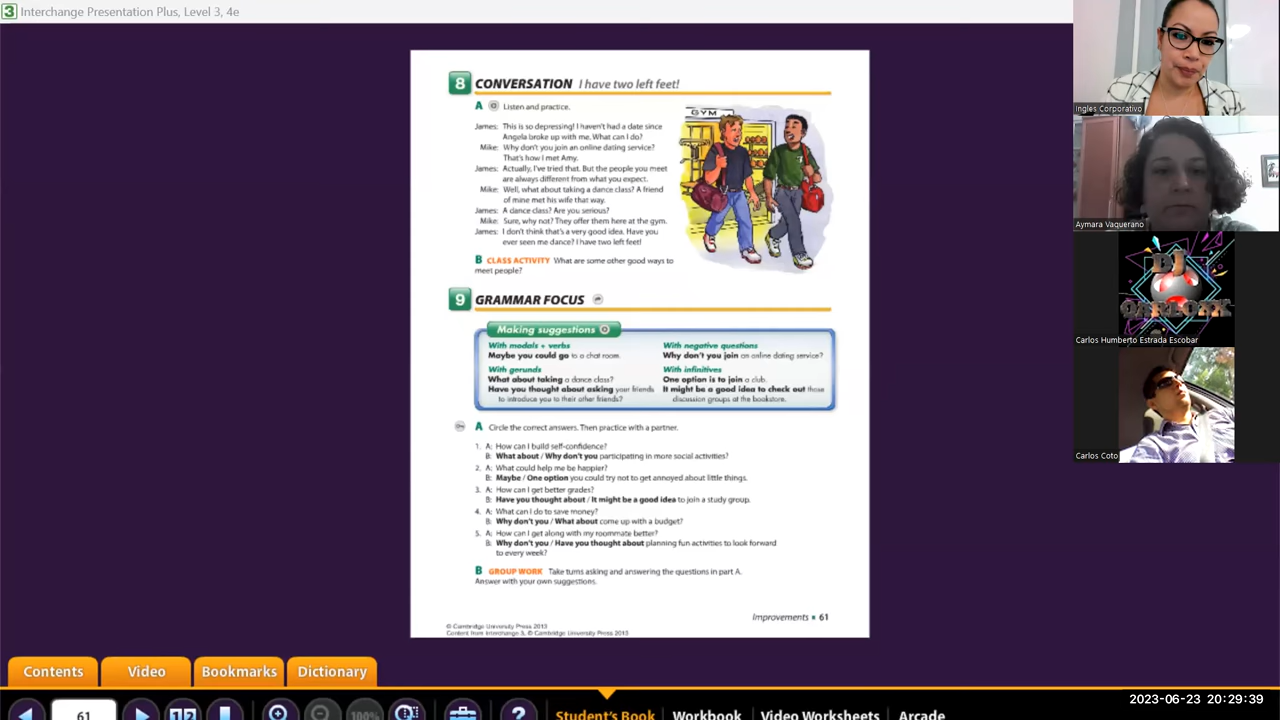 3 Interchange Presentation Plus, Level 3, 4e
8 CONVERSATION I have two left feet!
A Listen and practice.
GYM
James: This is so depressing! I haven't had a date since
Angela broke up with me. What can I do?
Mike: Why don't you join an online dating service?
That's how I met Amy.
James: Actually, I've tried that. But the people you meet
are always different from what you expect.
Mike: Well, what about taking a dance class? A friend
of mine met his wife that way.
James: A dance class? Are you serious?
Mike: Sure, why not? They offer them here at the gym.
James: I don't think that's a very good idea. Have you
ever seen me dance? I have two left feet!
B CLASS ACTIVITY What are some other good ways to
meet people?
9 GRAMMAR FOCUS
Making suggestions
With modals + verbs
Maybe you could go to a chat room.
With gerunds
What about taking a dance class?
Have you thought about asking your friends
to introduce you to their other friends?
With negative questions
Why don't you join an online dating service?
With infinitives
One option is to join a club.
It might be a good idea to check out those
discussion groups at the bookstore.
A Circle the correct answers. Then practice with a partner.
1. A: How can I build self-confidence?
B: What about / Why don't you participating in more social activities?
2. A: What could help me be happier?
B: Maybe / One option you could try not to get annoyed about little things.
3. A: How can I get better grades?
B: Have you thought about / It might be a good idea to join a study group.
4. A: What can I do to save money?
B: Why don't you / What about come up with a budget?
5. A: How can I get along with my roommate better?
B: Why don't you / Have you thought about planning fun activities to look forward
to every week?
B GROUP WORK Take turns asking and answering the questions in part A.
Answer with your own suggestions.
Improvements ▪ 61
© Cambridge University Press 2013
Content from Interchange 3, © Cambridge University Press 2013
Ingles Corporativo
Aymara Vaquerano
DJ
Carlos Humberto Estrada Escobar
Carlos Coto
Contents
Video
Bookmarks
Dictionary
2023-06-23 20:29:39
61
1 2
100%
?
Student's Book
Workbook
Video Worksheets
Arcade